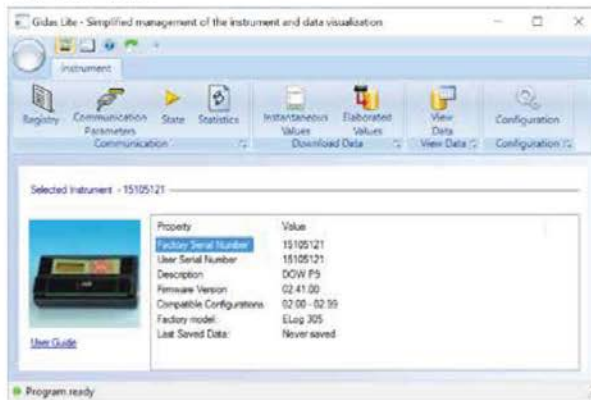 Gidas Lite - Simplified management of the instrument and data visualization
Instrument
Registry
Communication Parameters
State
Statistics
Instantaneous Values
Elaborated Values
View Data
Configuration
Communication
Download Data
View Data
Configuration
Selected Instrument - 15105121
Property Value
Factory Serial Number 15105121
User Serial Number 15105121
Description DOW P9
Firmware Version 02.41.00
Compatible Configurations 02.00 - 02.99
Factory model: ELog 305
Last Saved Data: Never saved
User Guide
Program ready